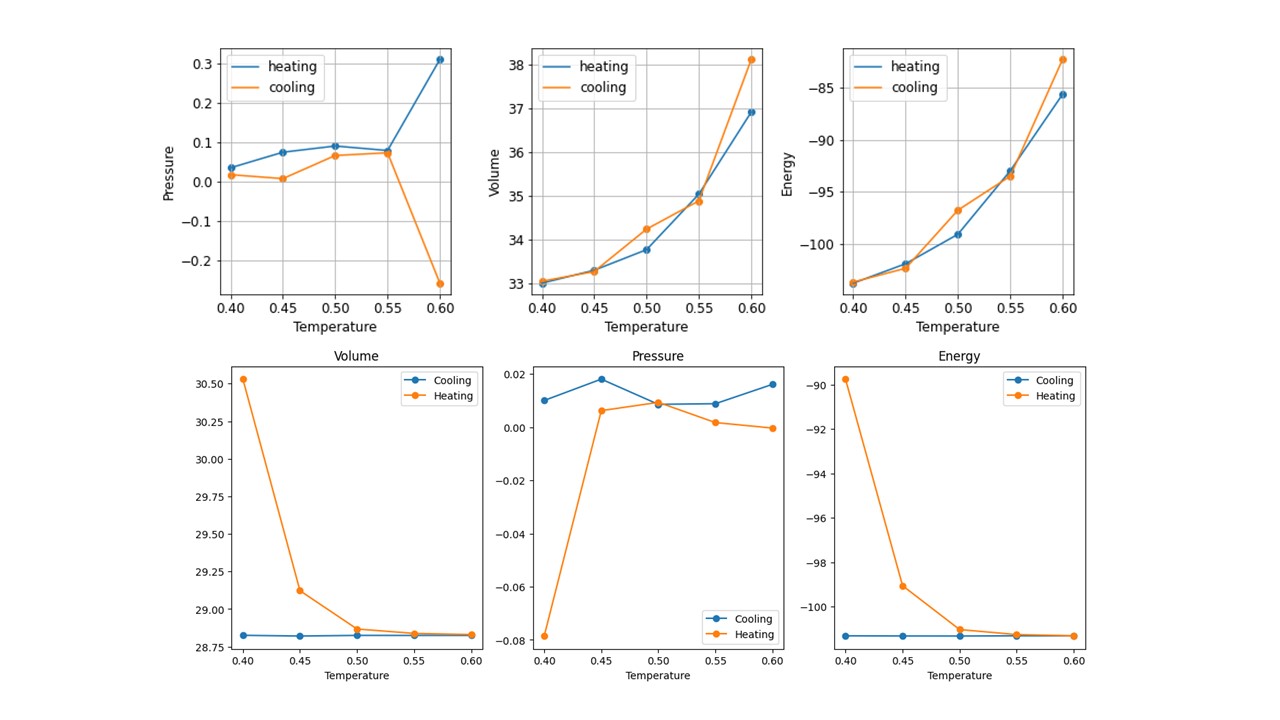 Pressure
0.3
0.2
0.1
0.0
−0.1
−0.2
heating
cooling
0.40 0.45 0.50 0.55 0.60
Temperature
Volume
38
37
36
35
34
33
heating
cooling
0.40 0.45 0.50 0.55 0.60
Temperature
Energy
−85
−90
−95
−100
heating
cooling
0.40 0.45 0.50 0.55 0.60
Temperature
Volume
30.50
30.25
30.00
29.75
29.50
29.25
29.00
28.75
Cooling
Heating
0.40 0.45 0.50 0.55 0.60
Temperature
Pressure
0.02
0.00
−0.02
−0.04
−0.06
−0.08
Cooling
Heating
0.40 0.45 0.50 0.55 0.60
Temperature
Energy
−90
−92
−94
−96
−98
−100
Cooling
Heating
0.40 0.45 0.50 0.55 0.60
Temperature